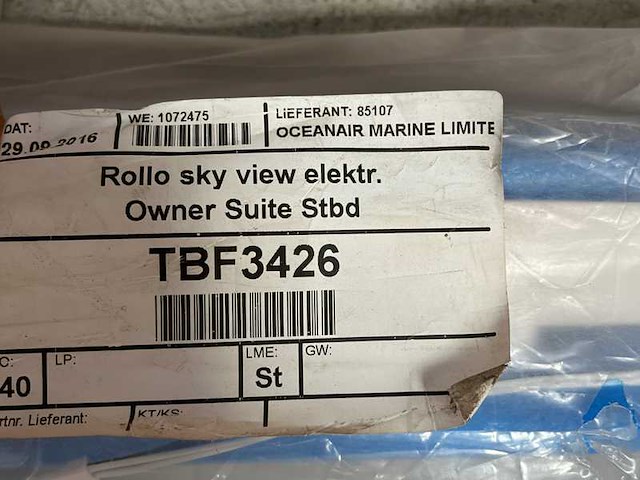 DAT:
29.09.2016
WE: 1072475
LIEFERANT: 85107
OCEANAIR MARINE LIMITE
Rollo sky view elektr.
Owner Suite Stbd
TBF3426
C:
40
LP:
LME:
St
GW:
rtnr. Lieferant:
KT/KS: